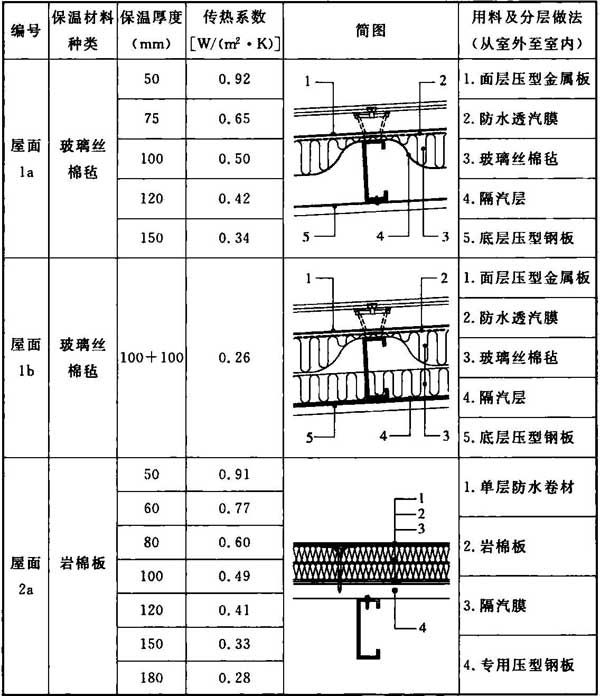 编号
保温材料
种类
保温厚度
（mm）
传热系数
[W/(m²·K)]
简图
用料及分层做法
（从室外至室内）
屋面
1a
玻璃丝
棉毡
50
0.92
75
0.65
100
0.50
120
0.42
150
0.34
1
2
5
4
3
1.面层压型金属板
2.防水透汽膜
3.玻璃丝棉毡
4.隔汽层
5.底层压型钢板
屋面
1b
玻璃丝
棉毡
100+100
0.26
1
2
5
4
3
1.面层压型金属板
2.防水透汽膜
3.玻璃丝棉毡
4.隔汽层
5.底层压型钢板
屋面
2a
岩棉板
50
0.91
60
0.77
80
0.60
100
0.49
120
0.41
150
0.33
180
0.28
1
2
3
4
1.单层防水卷材
2.岩棉板
3.隔汽膜
4.专用压型钢板